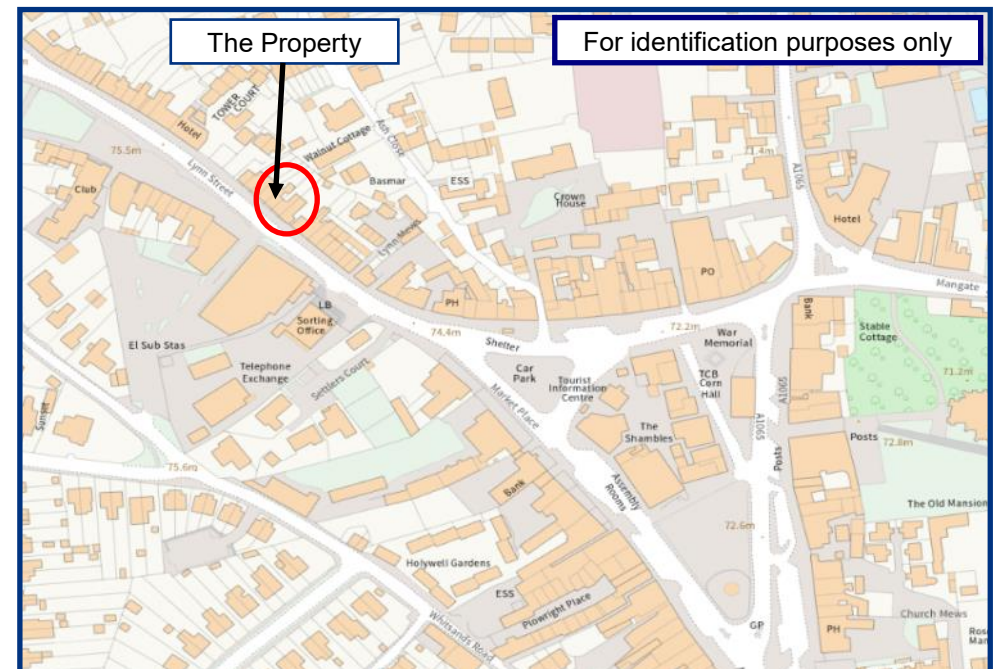 The Property
For identification purposes only
TOWER
COURT
Hotel
75.5m
Lynn Street
Walnut Cottage
Ash Close
Basmar
ESS
Crown
House
1.4m
A1065
Hotel
Club
Lynn Mews
PH
PO
Mangate
LB
Sorting
Office
74.4m
Shelter
72.2m
War
Memorial
Bank
Stable
Cottage
El Sub Stas
Telephone
Exchange
Settlers Court
Car
Park
Tourist
Information
Centre
TCB
Corn
Hall
A1065
A1065
71.2m
Market Place
The
Shambles
Posts
Posts
72.8m
Sunset
75.6m
Bank
Assembly
Rooms
72.6m
The Old Mansion
Holywell Gardens
ESS
Plowright Place
Whitsands Road
GP
PH
Church Mews